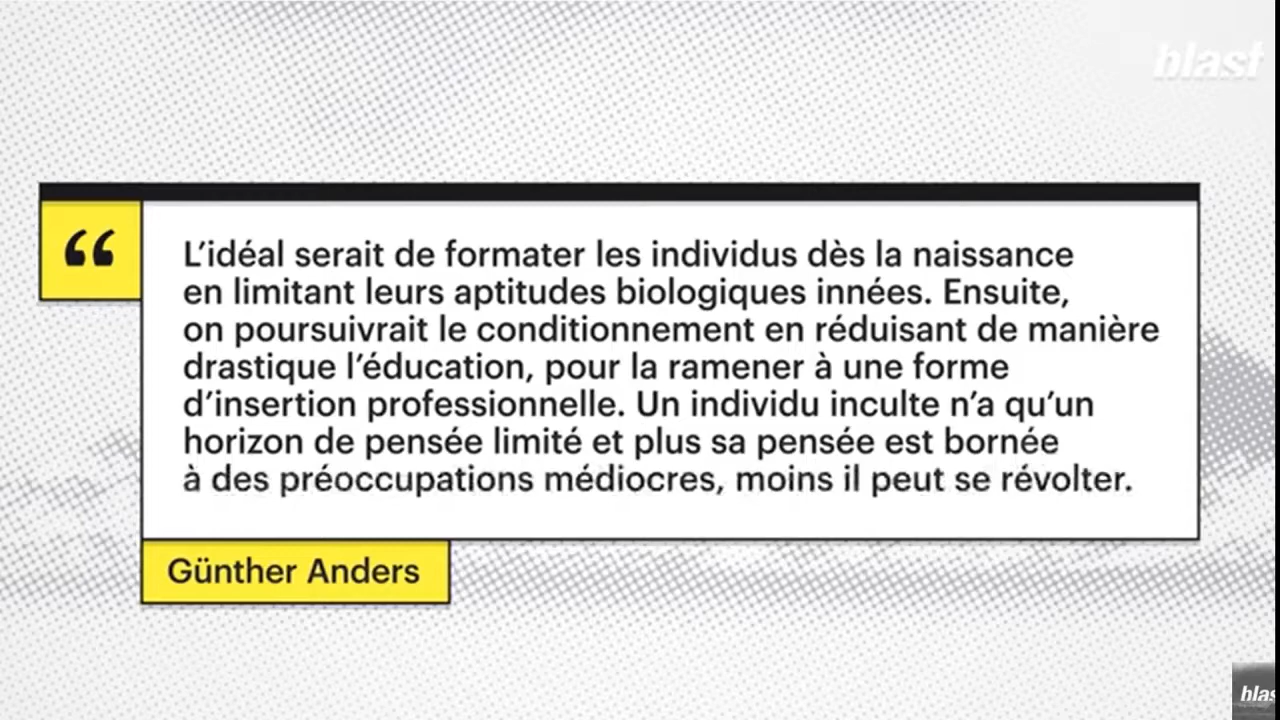 blast
“
L’idéal serait de formater les individus dès la naissance
en limitant leurs aptitudes biologiques innées. Ensuite,
on poursuivrait le conditionnement en réduisant de manière
drastique l’éducation, pour la ramener à une forme
d’insertion professionnelle. Un individu inculte n’a qu’un
horizon de pensée limité et plus sa pensée est bornée
à des préoccupations médiocres, moins il peut se révolter.
Günther Anders
blas